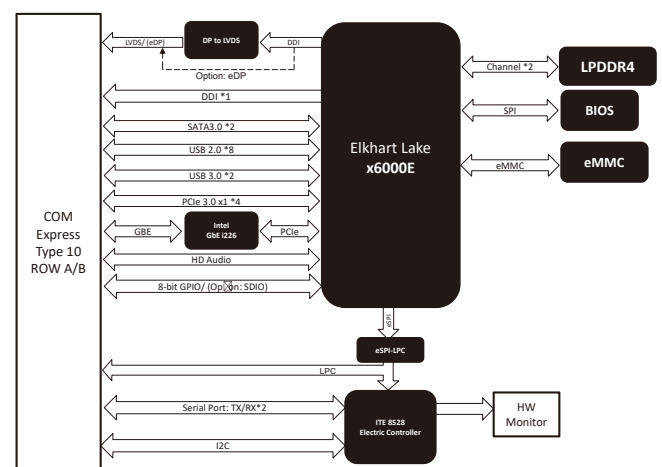 LVDS/ (eDP)
DP to LVDS
DDI
Option: eDP
DDI *1
SATA3.0 *2
USB 2.0 *8
USB 3.0 *2
PCIe 3.0 x1 *4
GBE
Intel
GbE i226
PCIe
HD Audio
8-bit GPIO/ (Op on: SDIO)
COM
Express
Type 10
ROW A/B
Elkhart Lake
x6000E
Channel *2
LPDDR4
SPI
BIOS
eMMC
eMMC
eSPI
eSPI-LPC
LPC
Serial Port: TX/RX*2
ITE 8528
Electric Controller
HW
Monitor
I2C